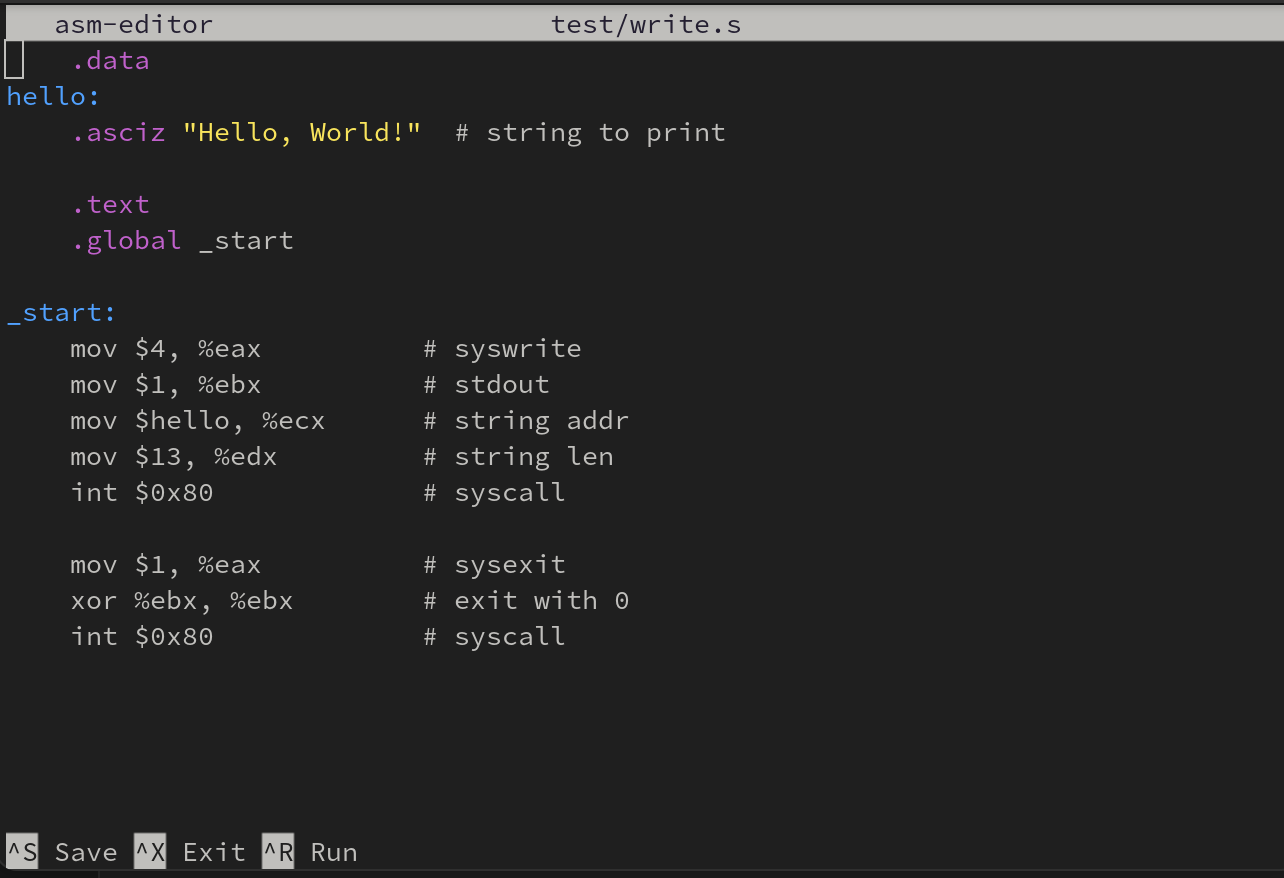 asm-editor test/write.s
.data
hello:
.asciz "Hello, World!" # string to print
.text
.global _start
_start:
mov $4, %eax # syswrite
mov $1, %ebx # stdout
mov $hello, %ecx # string addr
mov $13, %edx # string len
int $0x80 # syscall
mov $1, %eax # sysexit
xor %ebx, %ebx # exit with 0
int $0x80 # syscall
^S Save ^X Exit ^R Run